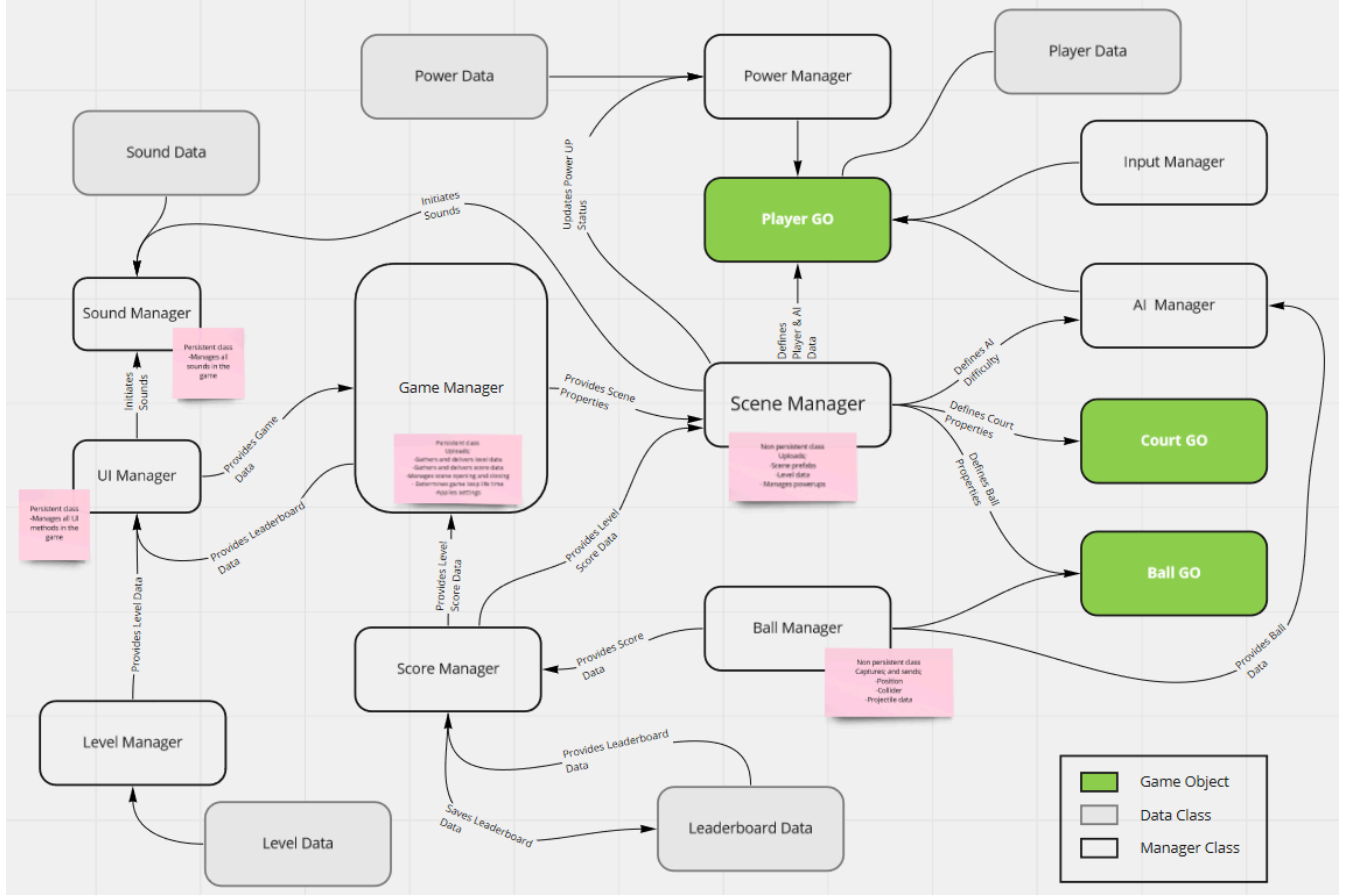 Power Data
Power Manager
Player Data
Sound Data
Input Manager
Updates Power UP
Status
Initiates
Sounds
Player GO
Sound Manager
Persistent class
-Manages all
sounds in the
game
Game Manager
Persistent class
Uploads;
-Gathers and delivers level data
-Gathers and delivers score data
-Manages scene opening and closing
- Determines game loop life time
-Applies settings
Defines
Player & AI
Data
AI  Manager
Defines AI
Difficulty
Initiates
Sounds
Provides Scene
Properties
Scene Manager
Non persistent class
Uploads;
-Scene prefabs
-Level data
-Manages powerups
Defines Court
Properties
Court GO
Provides Game
Data
UI Manager
Persistent class
-Manages all UI
methods in the
game
Provides Leaderboard
Data
Defines Ball
Properties
Provides Level
Score Data
Provides Level
Score Data
Ball GO
Provides Level Data
Ball Manager
Non persistent class
Captures; and sends;
-Position
-Collider
-Projectile data
Provides Score
Data
Score Manager
Provides Ball
Data
Level Manager
Provides Leaderboard
Data
Saves Leaderboard
Data
Leaderboard Data
Level Data
Game Object
Data Class
Manager Class